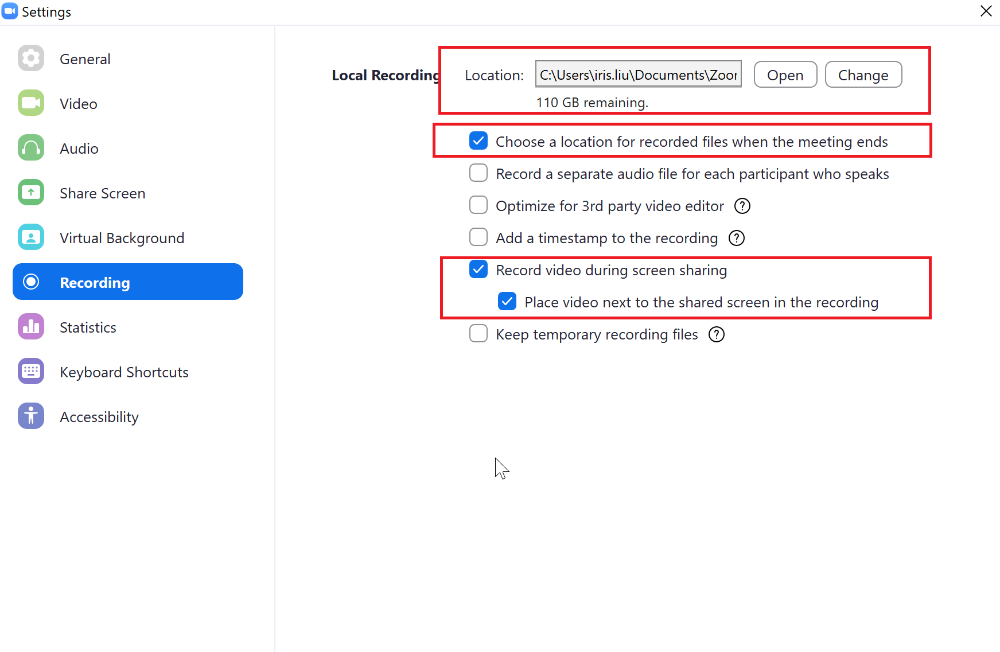 Settings
General
Video
Audio
Share Screen
Virtual Background
Recording
Statistics
Keyboard Shortcuts
Accessibility
Local Recording Location: C:\Users\iris.liu\Documents\Zoor Open Change
110 GB remaining.
Choose a location for recorded files when the meeting ends
Record a separate audio file for each participant who speaks
Optimize for 3rd party video editor ?
Add a timestamp to the recording ?
Record video during screen sharing
Place video next to the shared screen in the recording
Keep temporary recording files ?